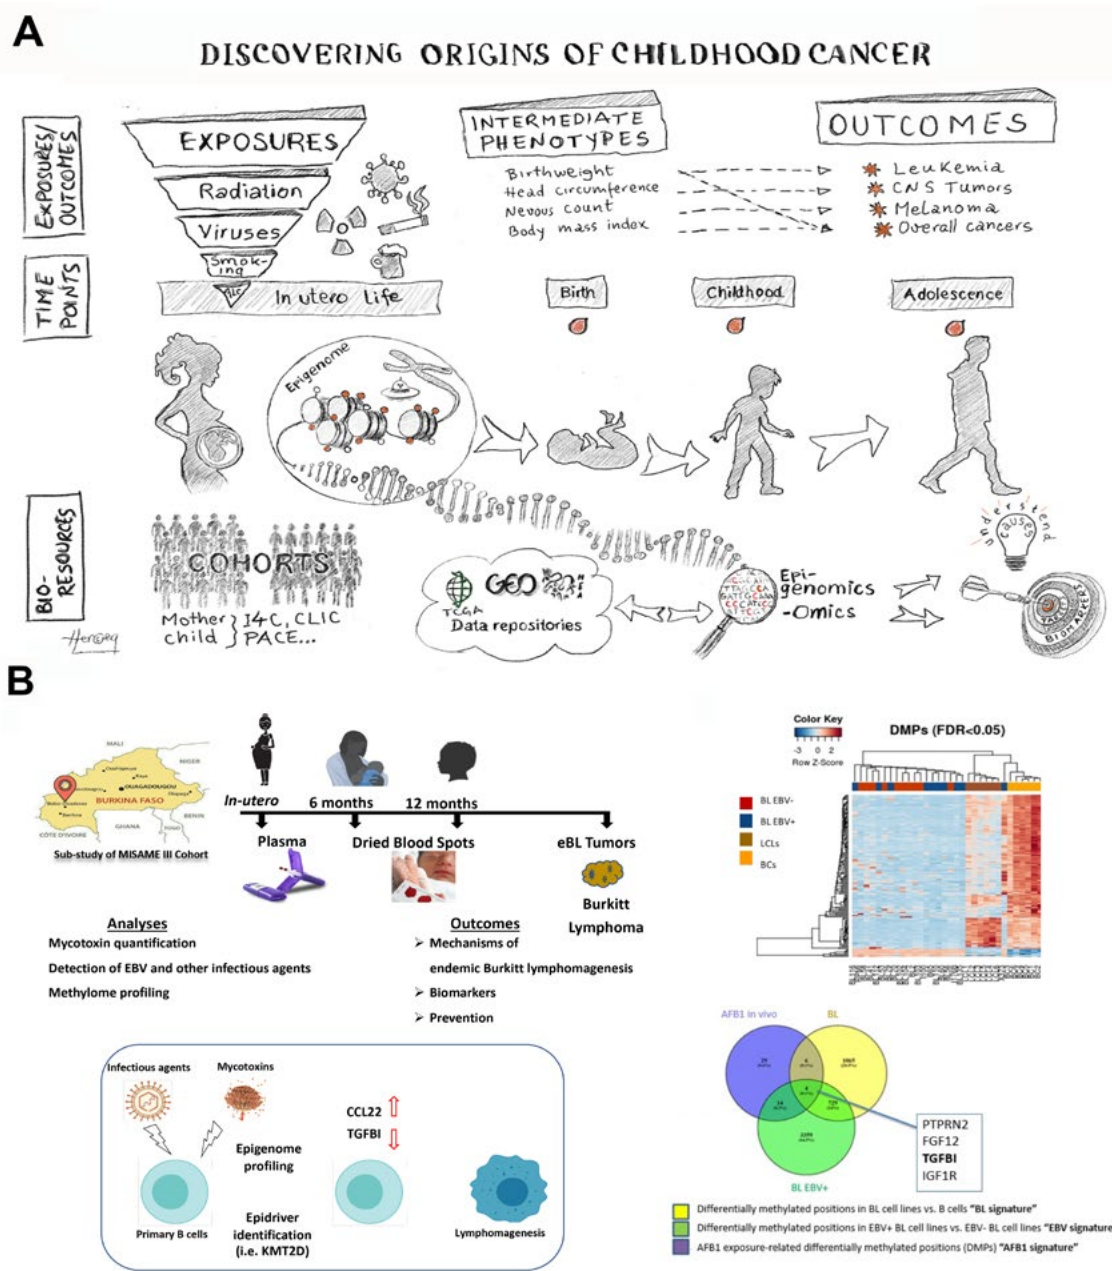 A
DISCOVERING ORIGINS OF CHILDHOOD CANCER
EXPOSURES/
OUTCOMES
EXPOSURES
Radiation
Viruses
Smok-
ing
INTERMEDIATE
PHENOTYPES
Birthweight
Head circumference
Nevous count
Body mass index
OUTCOMES
Leukemia
CNS Tumors
Melanoma
Overall cancers
TIME
POINTS
In utero Life
Birth
Childhood
Adolescence
Epigenome
BIO-
RESOURCES
COHORTS
Mother
child
I4C, CLIC
PACE...
TCGA
GEO
Data repositories
Epi-
genomics
-Omics
understand
causes
TARGET
BIOMARKER
Herceg
B
MALI
NIGER
OUAGADOUGOU
BURKINA FASO
BENIN
GHANA
TOGO
CÔTE D'IVOIRE
Sub-study of MISAME III Cohort
In-utero
6 months
12 months
Plasma
Dried Blood Spots
eBL Tumors
Burkitt
Lymphoma
Analyses
Mycotoxin quantification
Detection of EBV and other infectious agents
Methylome profiling
Outcomes
➢ Mechanisms of
endemic Burkitt lymphomagenesis
➢ Biomarkers
➢ Prevention
Color Key
-3 0 2
Row Z-Score
DMPs (FDR<0.05)
BL EBV-
BL EBV+
LCLs
BCs
Infectious agents
Mycotoxins
Epigenome
profiling
Primary B cells
Epidriver
identification
(i.e. KMT2D)
CCL22
TGFBI
Lymphomagenesis
AFB1 in vivo
BL
BL EBV+
PTPRN2
FGF12
TGFBI
IGF1R
Differentially methylated positions in BL cell lines vs. B cells "BL signature"
Differentially methylated positions in EBV+ BL cell lines vs. EBV- BL cell lines "EBV signature
AFB1 exposure-related differentially methylated positions (DMPs) "AFB1 signature"